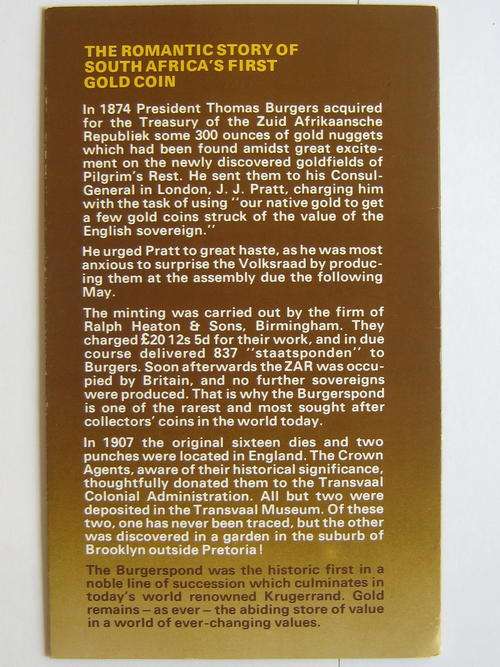 THE ROMANTIC STORY OF
SOUTH AFRICA'S FIRST
GOLD COIN
In 1874 President Thomas Burgers acquired
for the Treasury of the Zuid Afrikaansche
Republiek some 300 ounces of gold nuggets
which had been found amidst great excite-
ment on the newly discovered goldfields of
Pilgrim's Rest. He sent them to his Consul-
General in London, J. J. Pratt, charging him
with the task of using "our native gold to get
a few gold coins struck of the value of the
English sovereign."
He urged Pratt to great haste, as he was most
anxious to surprise the Volksraad by produc-
ing them at the assembly due the following
May.
The minting was carried out by the firm of
Ralph Heaton & Sons, Birmingham. They
charged £20 12s 5d for their work, and in due
course delivered 837 "staatsponden" to
Burgers. Soon afterwards the ZAR was occu-
pied by Britain, and no further sovereigns
were produced. That is why the Burgerspond
is one of the rarest and most sought after
collectors' coins in the world today.
In 1907 the original sixteen dies and two
punches were located in England. The Crown
Agents, aware of their historical significance,
thoughtfully donated them to the Transvaal
Colonial Administration. All but two were
deposited in the Transvaal Museum. Of these
two, one has never been traced, but the other
was discovered in a garden in the suburb of
Brooklyn outside Pretoria!
The Burgerspond was the historic first in a
noble line of succession which culminates in
today's world renowned Krugerrand. Gold
remains – as ever – the abiding store of value
in a world of ever-changing values.